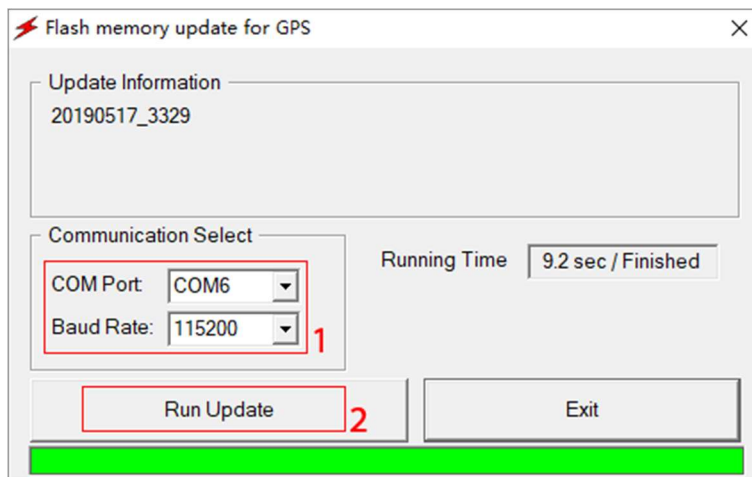 Flash memory update for GPS
Update Information
20190517_3329
Communication Select
COM Port: COM6
Baud Rate: 115200
1
Running Time 9.2 sec / Finished
Run Update
2
Exit